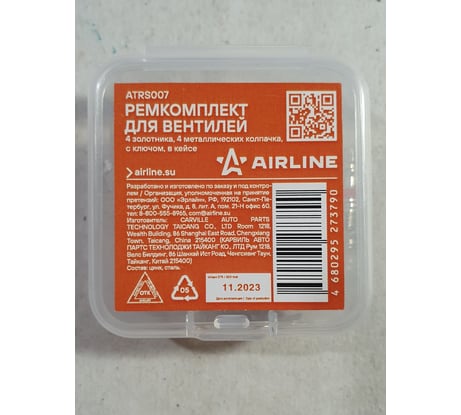 ATRS007
РЕМКОМПЛЕКТ
ДЛЯ ВЕНТИЛЕЙ
4 золотника, 4 металлических колпачка,
с ключом, в кейсе
airline.su
AIRLINE
Разработано и изготовлено по заказу и под контро-
лем / Организация, уполномоченная на принятие
претензий: ООО «Эрлайн», РФ, 192102, Санкт-Пе-
тербург, ул. Фучика, д. 8, лит. А, пом. 21-Н офис 60,
тел: 8-800-555-8965, com@airline.su
Изготовитель: CARVILLE AUTO PARTS
TECHNOLOGY TAICANG CO., LTD Room 1218,
Wealth Building, 86 Shanghai East Road, Chengxiang
Town, Taicang, China 215400 (КАРВИЛЬ АВТО
ПАРТС ТЕХНОЛОДЖИ ТАЙКАНГ КО., ЛТД Рум 1218,
Велс Билдинг, 86 Шанхай Ист Роад, Ченгсианг Таун,
Тайканг, Китай 215400)
Состав: цинк, сталь.
ОТК
05
11.2023
4 680295 273790